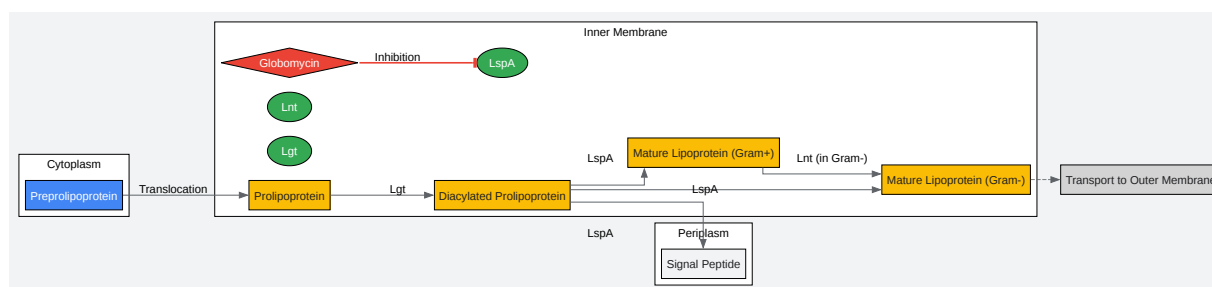 Inner Membrane
Globomycin
Inhibition
LspA
Lnt
Lgt
Cytoplasm
Preprolipoprotein
Translocation
Prolipoprotein
Lgt
Diacylated Prolipoprotein
LspA
Mature Lipoprotein (Gram+)
Lnt (in Gram-)
LspA
Mature Lipoprotein (Gram-)
Transport to Outer Membrane
LspA
Periplasm
Signal Peptide